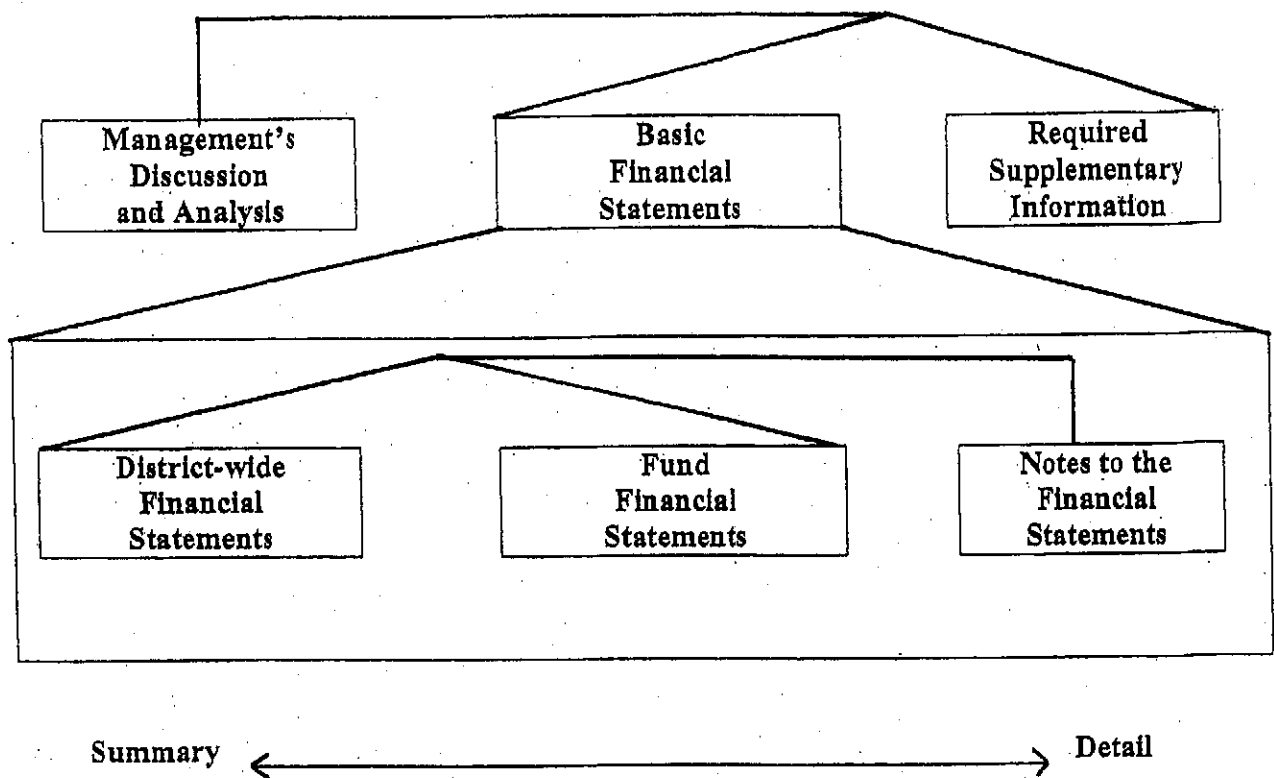 Management's
Discussion
and Analysis
Basic
Financial
Statements
Required
Supplementary
Information
District-wide
Financial
Statements
Fund
Financial
Statements
Notes to the
Financial
Statements
Summary
Detail